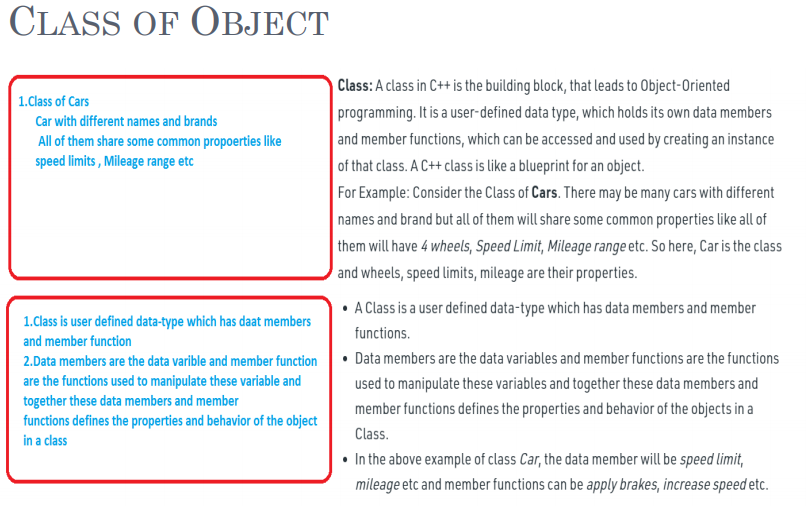 CLASS OF OBJECT
1.Class of Cars
Car with different names and brands
All of them share some common propoerties like
speed limits , Mileage range etc
Class: A class in C++ is the building block, that leads to Object-Oriented
programming. It is a user-defined data type, which holds its own data members
and member functions, which can be accessed and used by creating an instance
of that class. A C++ class is like a blueprint for an object.
For Example: Consider the Class of Cars. There may be many cars with different
names and brand but all of them will share some common properties like all of
them will have 4 wheels, Speed Limit, Mileage range etc. So here, Car is the class
and wheels, speed limits, mileage are their properties.
1.Class is user defined data-type which has daat members
and member function
2.Data members are the data varible and member function
are the functions used to manipulate these variable and
together these data members and member
functions defines the properties and behavior of the object
in a class
• A Class is a user defined data-type which has data members and member
functions.
• Data members are the data variables and member functions are the functions
used to manipulate these variables and together these data members and
member functions defines the properties and behavior of the objects in a
Class.
• In the above example of class Car, the data member will be speed limit,
mileage etc and member functions can be apply brakes, increase speed etc.